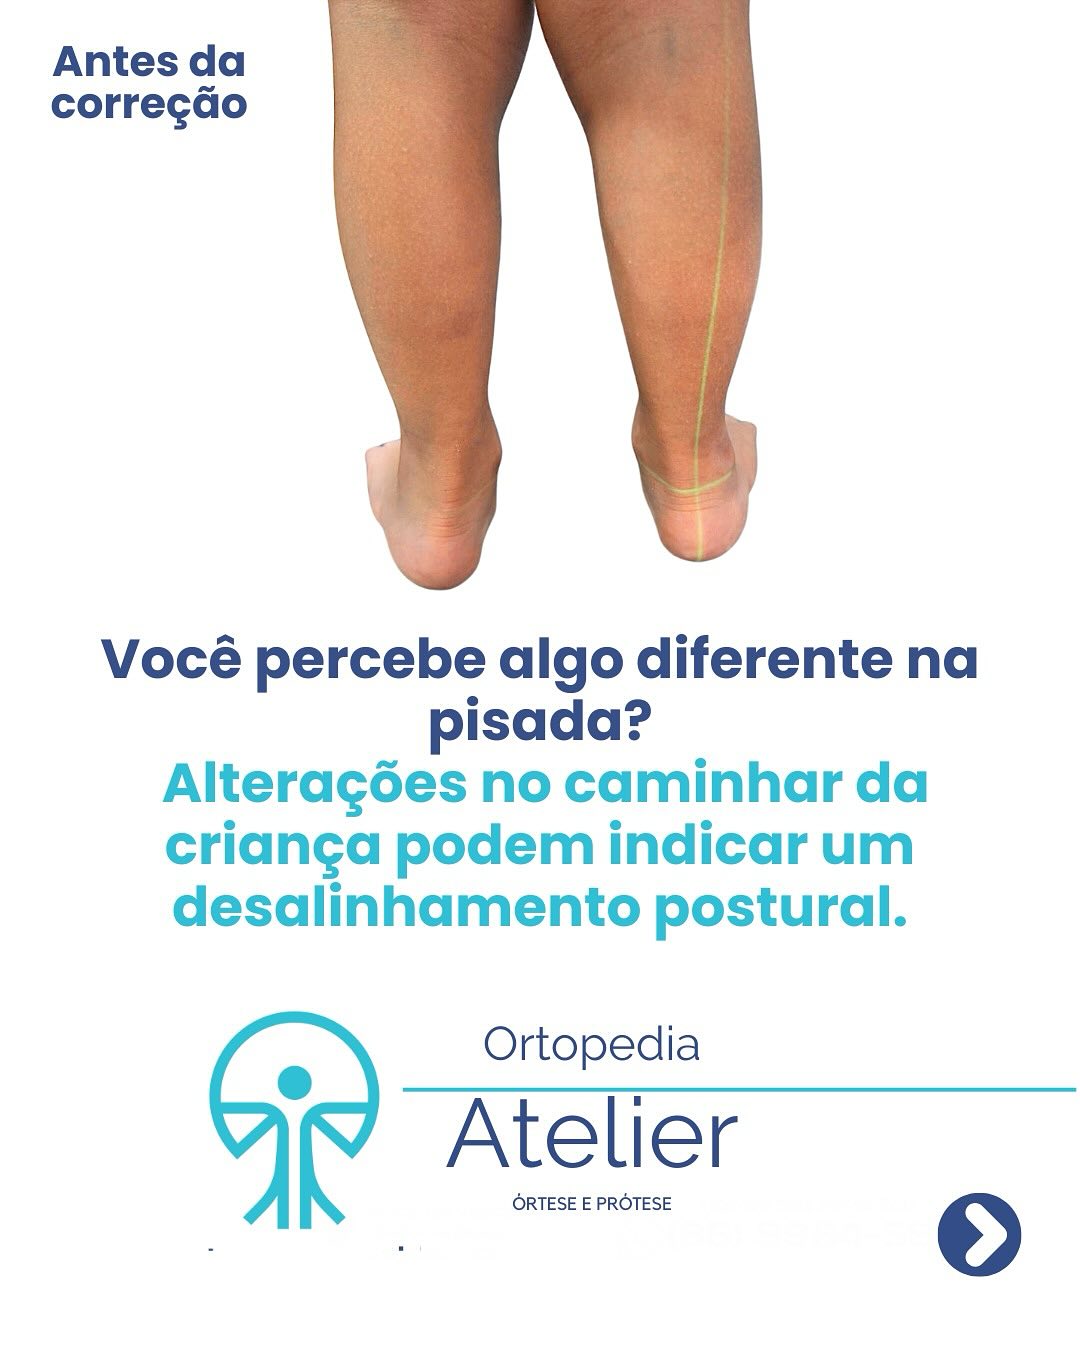 Antes da
correção
Você percebe algo diferente na
pisada?
Alterações no caminhar da
criança podem indicar um
desalinhamento postural.
Ortopedia
Atelier
ÓRTESE E PRÓTESE